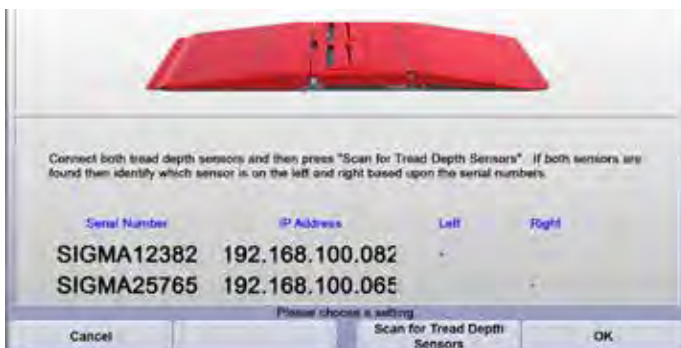 Connect both tread depth sensors and then press "Scan for Tread Depth Sensors". If both sensors are
found then identify which sensor is on the left and right based upon the serial numbers.
Serial Number IP Address Left Right
SIGMA12382 192.168.100.082
SIGMA25765 192.168.100.065
Please choose a setting
Cancel Scan for Tread Depth Sensors OK